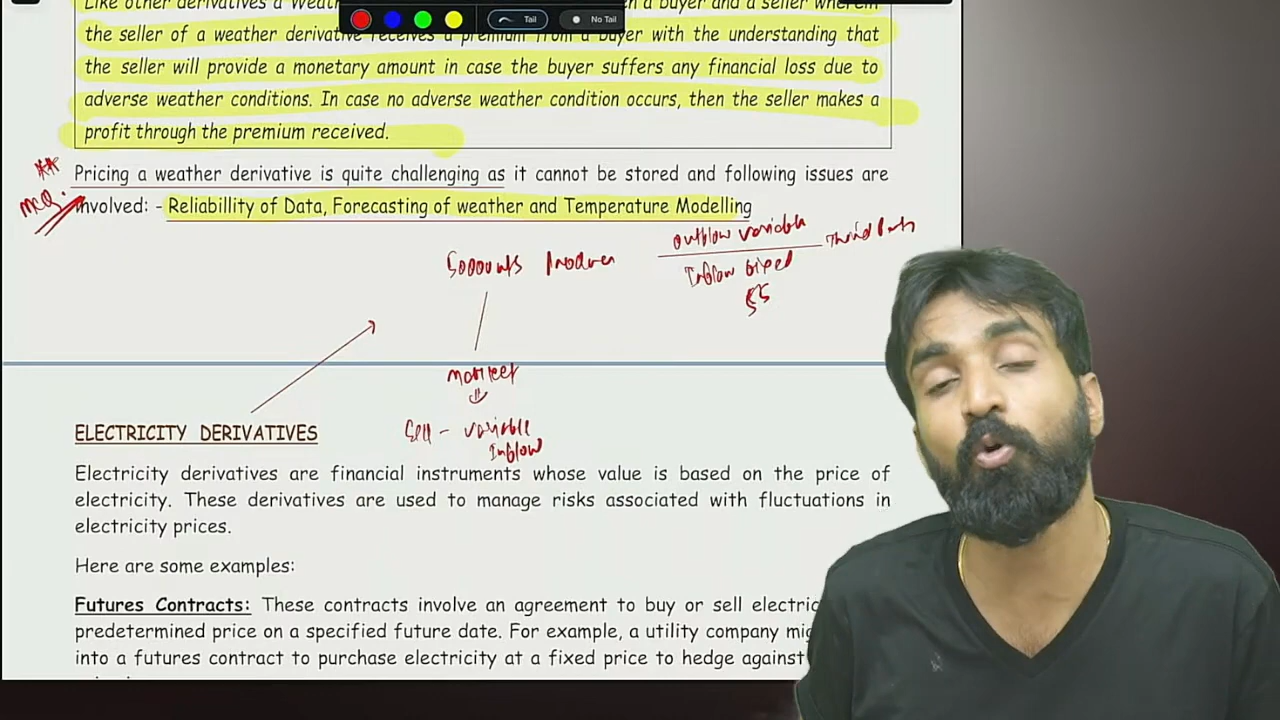 Like other derivatives a Weath n a buyer and a seller wherein
Tail
No Tail
the seller of a weather derivative receives a premium from a buyer with the understanding that
the seller will provide a monetary amount in case the buyer suffers any financial loss due to
adverse weather conditions. In case no adverse weather condition occurs, then the seller makes a
profit through the premium received.
Pricing a weather derivative is quite challenging as it cannot be stored and following issues are
MCQ.
involved: - Reliabillity of Data, Forecasting of weather and Temperature Modelling
outflow variable
Inflow
55
Market
Sell - variable
Inflow
ELECTRICITY DERIVATIVES
Electricity derivatives are financial instruments whose value is based on the price of
electricity. These derivatives are used to manage risks associated with fluctuations in
electricity prices.
Here are some examples:
Futures Contracts: These contracts involve an agreement to buy or sell electric
predetermined price on a specified future date. For example, a utility company mig
into a futures contract to purchase electricity at a fixed price to hedge against